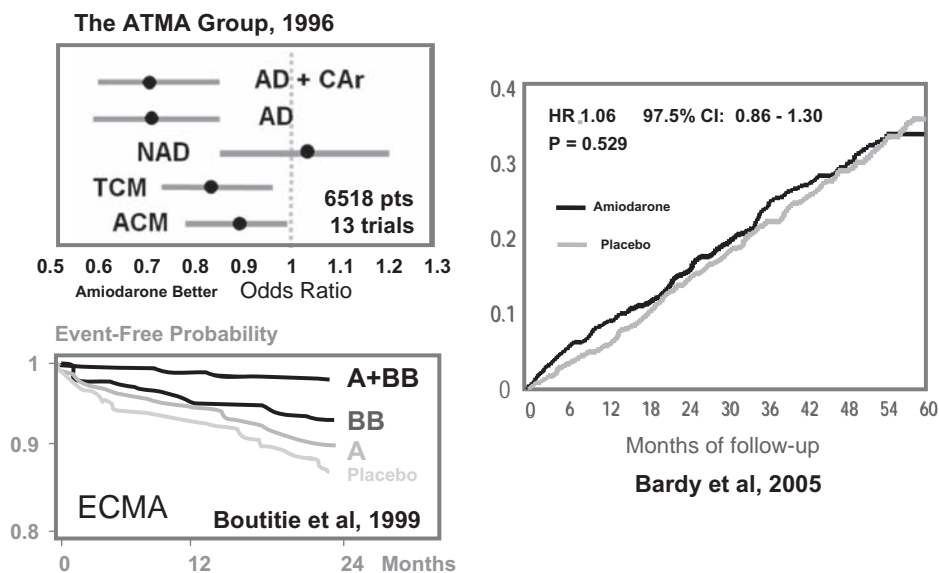 The ATMA Group, 1996
AD + CAr
AD
NAD
TCM
ACM
6518 pts
13 trials
0.5 0.6 0.7 0.8 0.9 1 1.1 1.2 1.3
Amiodarone Better Odds Ratio
Event-Free Probability
1
0.9
0.8
A+BB
BB
A
Placebo
ECMA
Boutitie et al, 1999
0 12 24 Months
0.4
0.3
0.2
0.1
0
HR 1.06 97.5% CI: 0.86 - 1.30
P = 0.529
Amiodarone
Placebo
0 6 12 18 24 30 36 42 48 54 60
Months of follow-up
Bardy et al, 2005